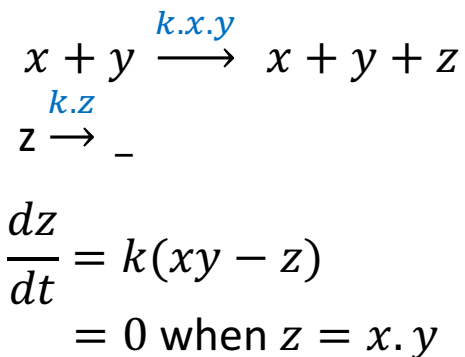 k.x.y
x + y ⟶ x + y + z
k.z
z → _
dz/dt = k(xy − z)
= 0 when z = x. y